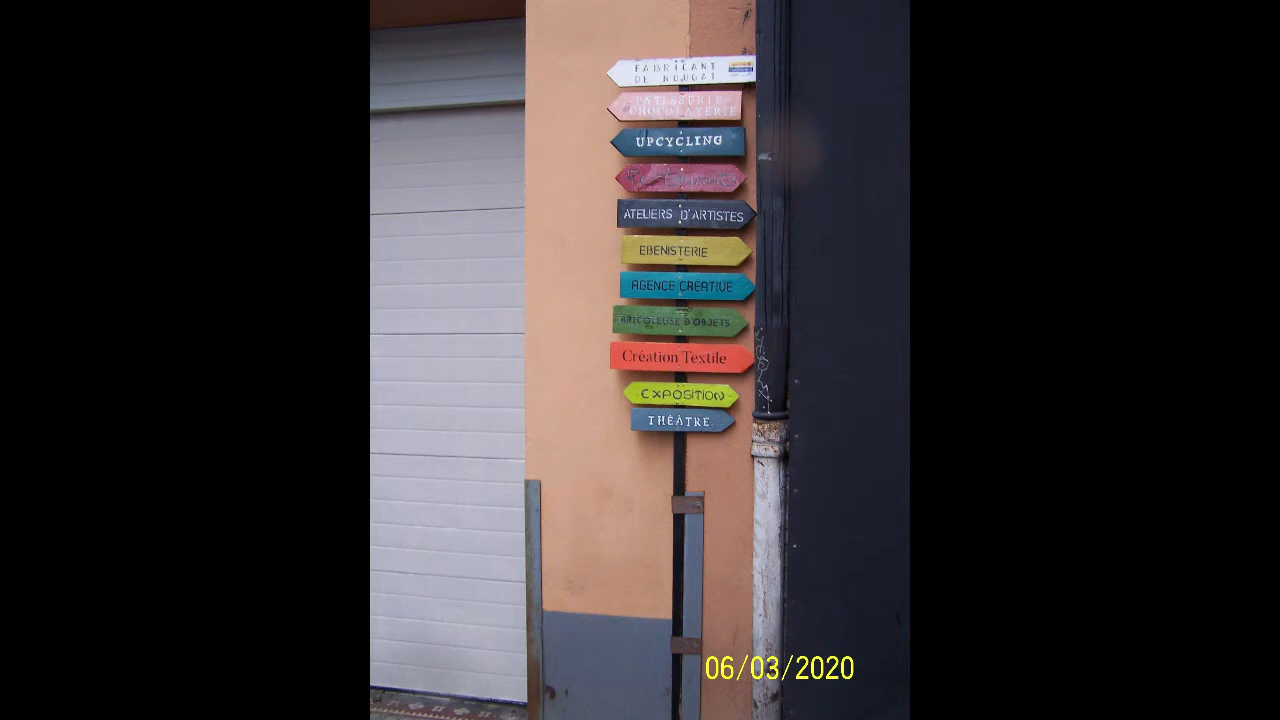 FABRICANT
DE NOUGAT
PATISSERIE
CHOCOLATERIE
UPCYCLING
ATELIERS D'ARTISTES
EBENISTERIE
AGENCE CRÉATIVE
BRICOLEUSE D'OBJETS
Création Textile
EXPOSITION
THÉÂTRE
06/03/2020